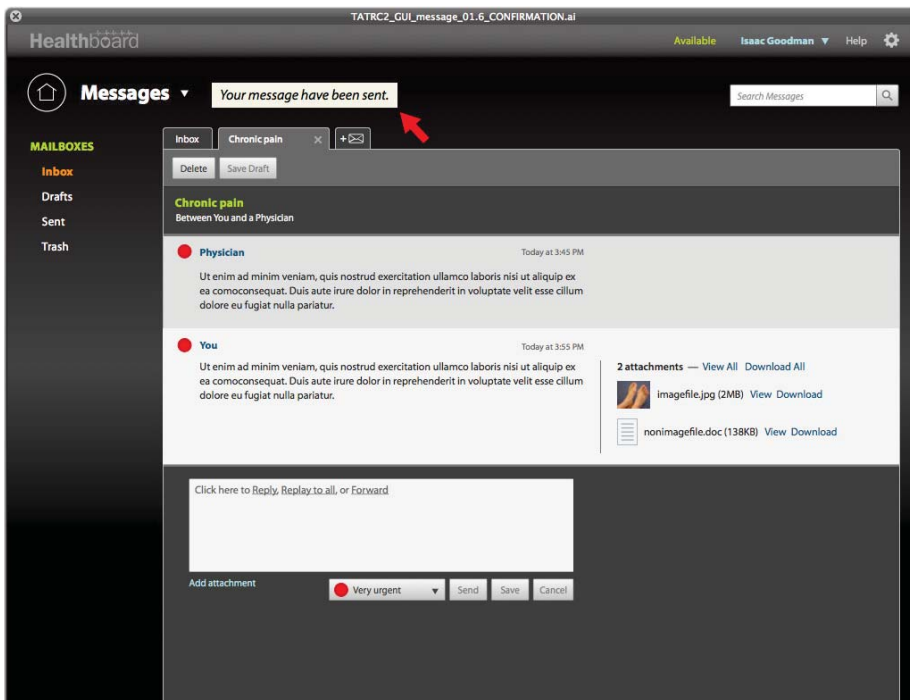 TATRC2_GUI_message_01.6_CONFIRMATION.ai
Healthboard
Available Isaac Goodman Help
Messages
Your message have been sent.
Search Messages
MAILBOXES
Inbox
Drafts
Sent
Trash
Inbox Chronic pain
Delete Save Draft
Chronic pain
Between You and a Physician
Physician Today at 3:45 PM
Ut enim ad minim veniam, quis nostrud exercitation ullamco laboris nisi ut aliquip ex
ea comoconsequat. Duis aute irure dolor in reprehenderit in voluptate velit esse cillum
dolore eu fugiat nulla pariatur.
You Today at 3:55 PM
Ut enim ad minim veniam, quis nostrud exercitation ullamco laboris nisi ut aliquip ex
ea comoconsequat. Duis aute irure dolor in reprehenderit in voluptate velit esse cillum
dolore eu fugiat nulla pariatur.
2 attachments — View All Download All
imagefile.jpg (2MB) View Download
nonimagefile.doc (138KB) View Download
Click here to Reply, Replay to all, or Forward
Add attachment
Very urgent Send Save Cancel